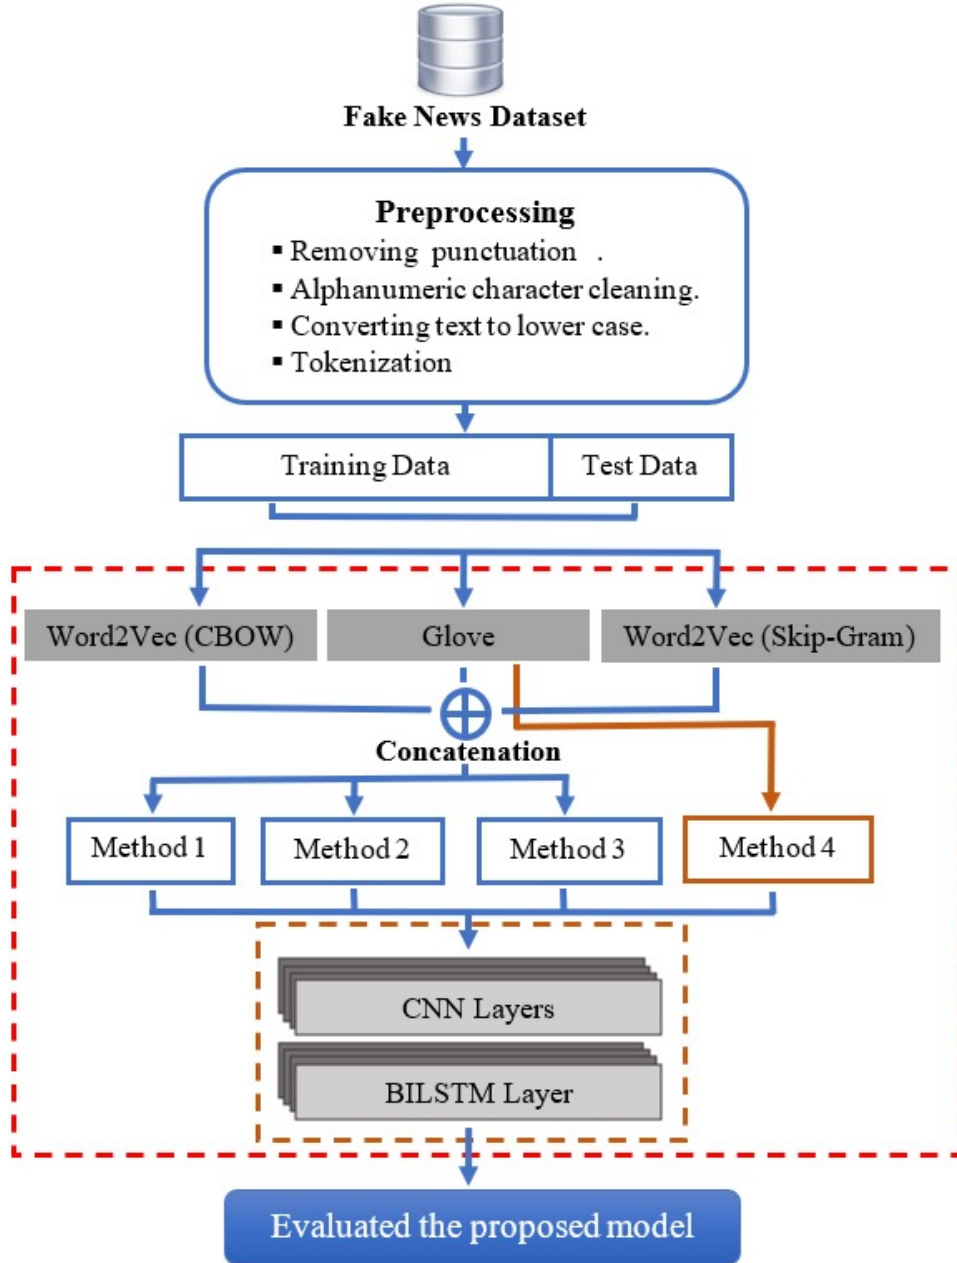 Fake News Dataset
Preprocessing
▪ Removing punctuation .
▪ Alphanumeric character cleaning.
▪ Converting text to lower case.
▪ Tokenization
Training Data
Test Data
Word2Vec (CBOW)
Glove
Word2Vec (Skip-Gram)
Concatenation
Method 1
Method 2
Method 3
Method 4
CNN Layers
BILSTM Layer
Evaluated the proposed model